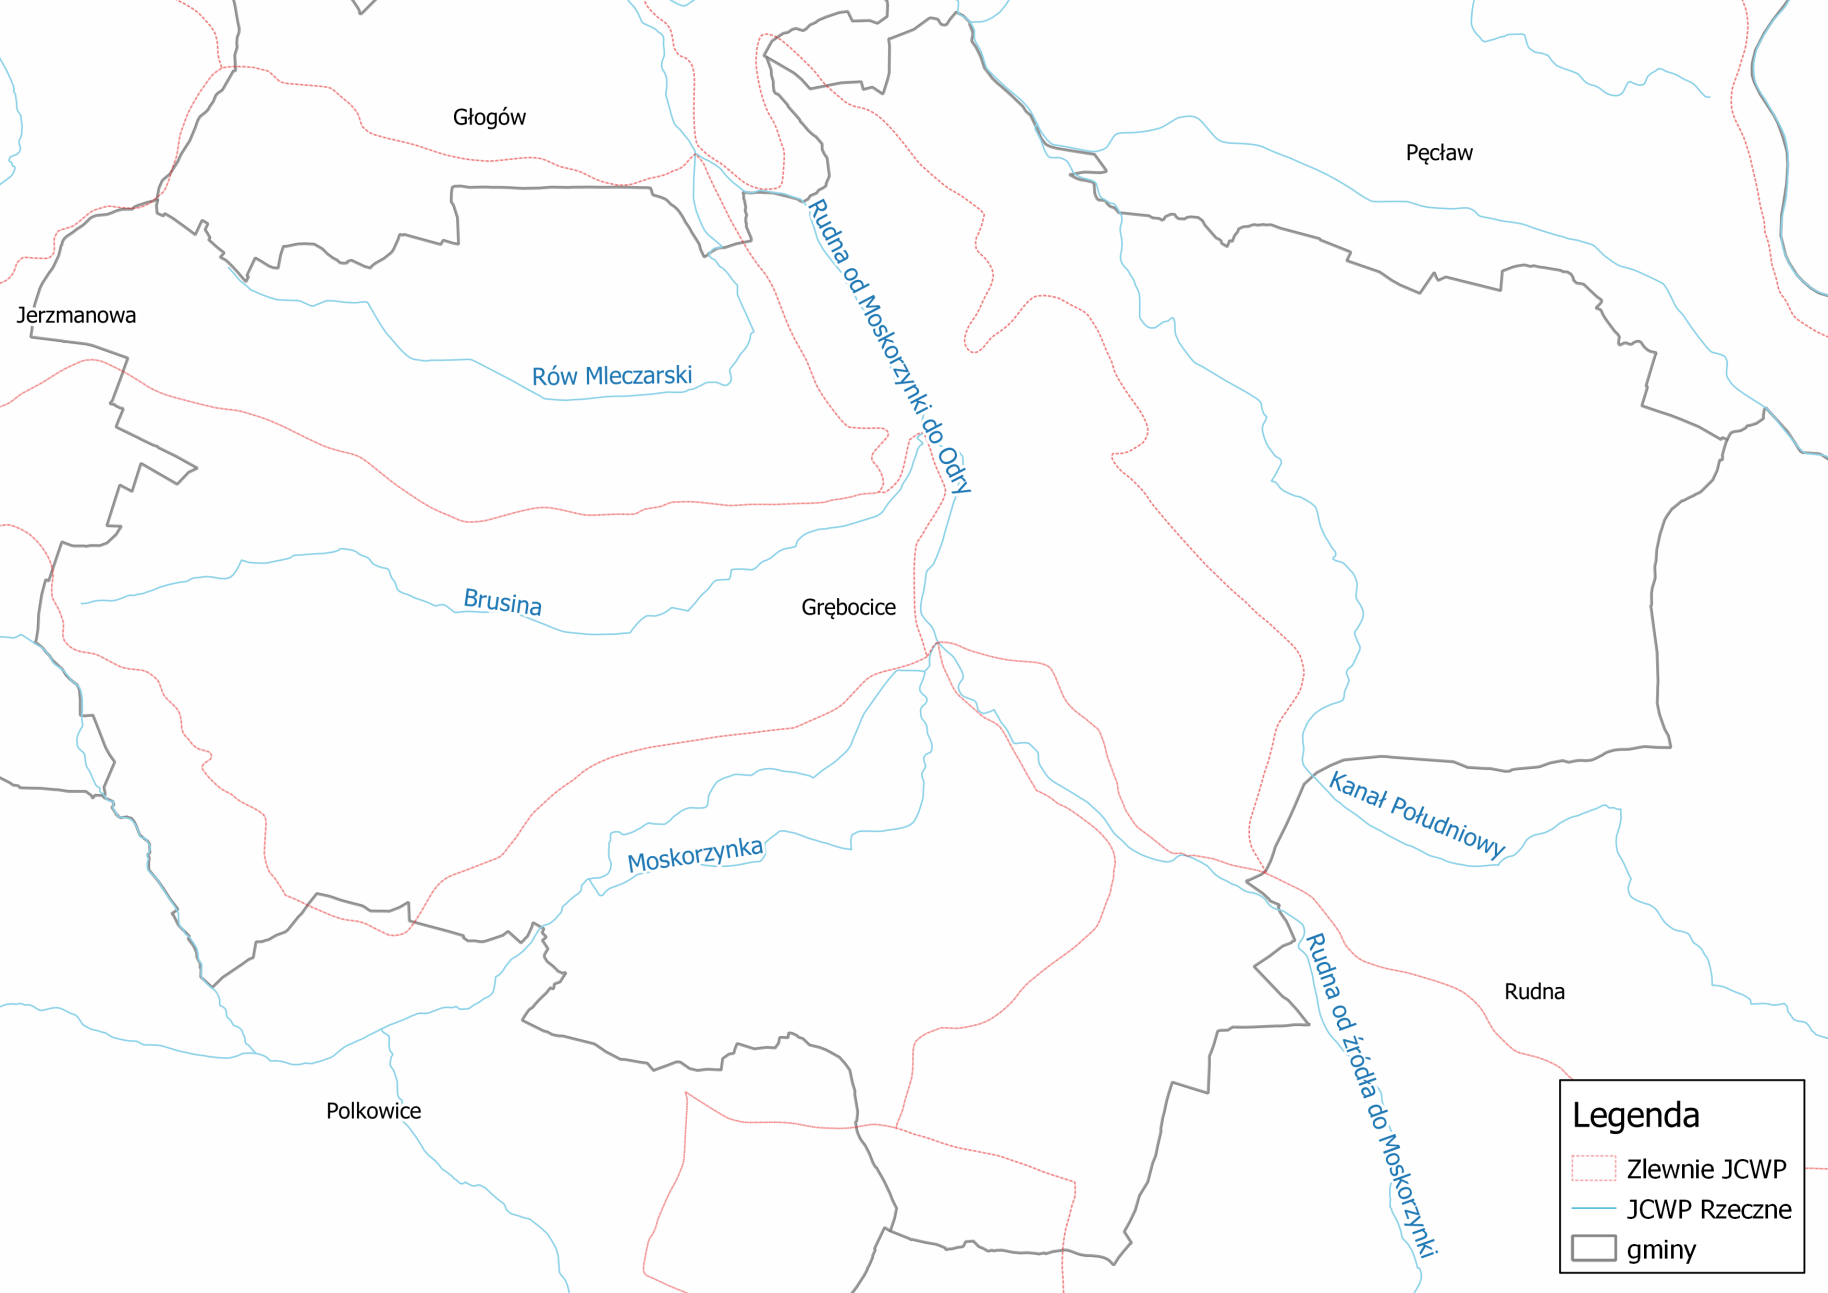 Głogów
Pęcław
Rudna od Moskorzynki do Odry
Jerzmanowa
Rów Mleczarski
Brusina
Grębocice
Kanał Południowy
Moskorzynka
Rudna od źródła do Moskorzynki
Rudna
Polkowice
Legenda
Zlewnie JCWP
JCWP Rzeczne
gminy